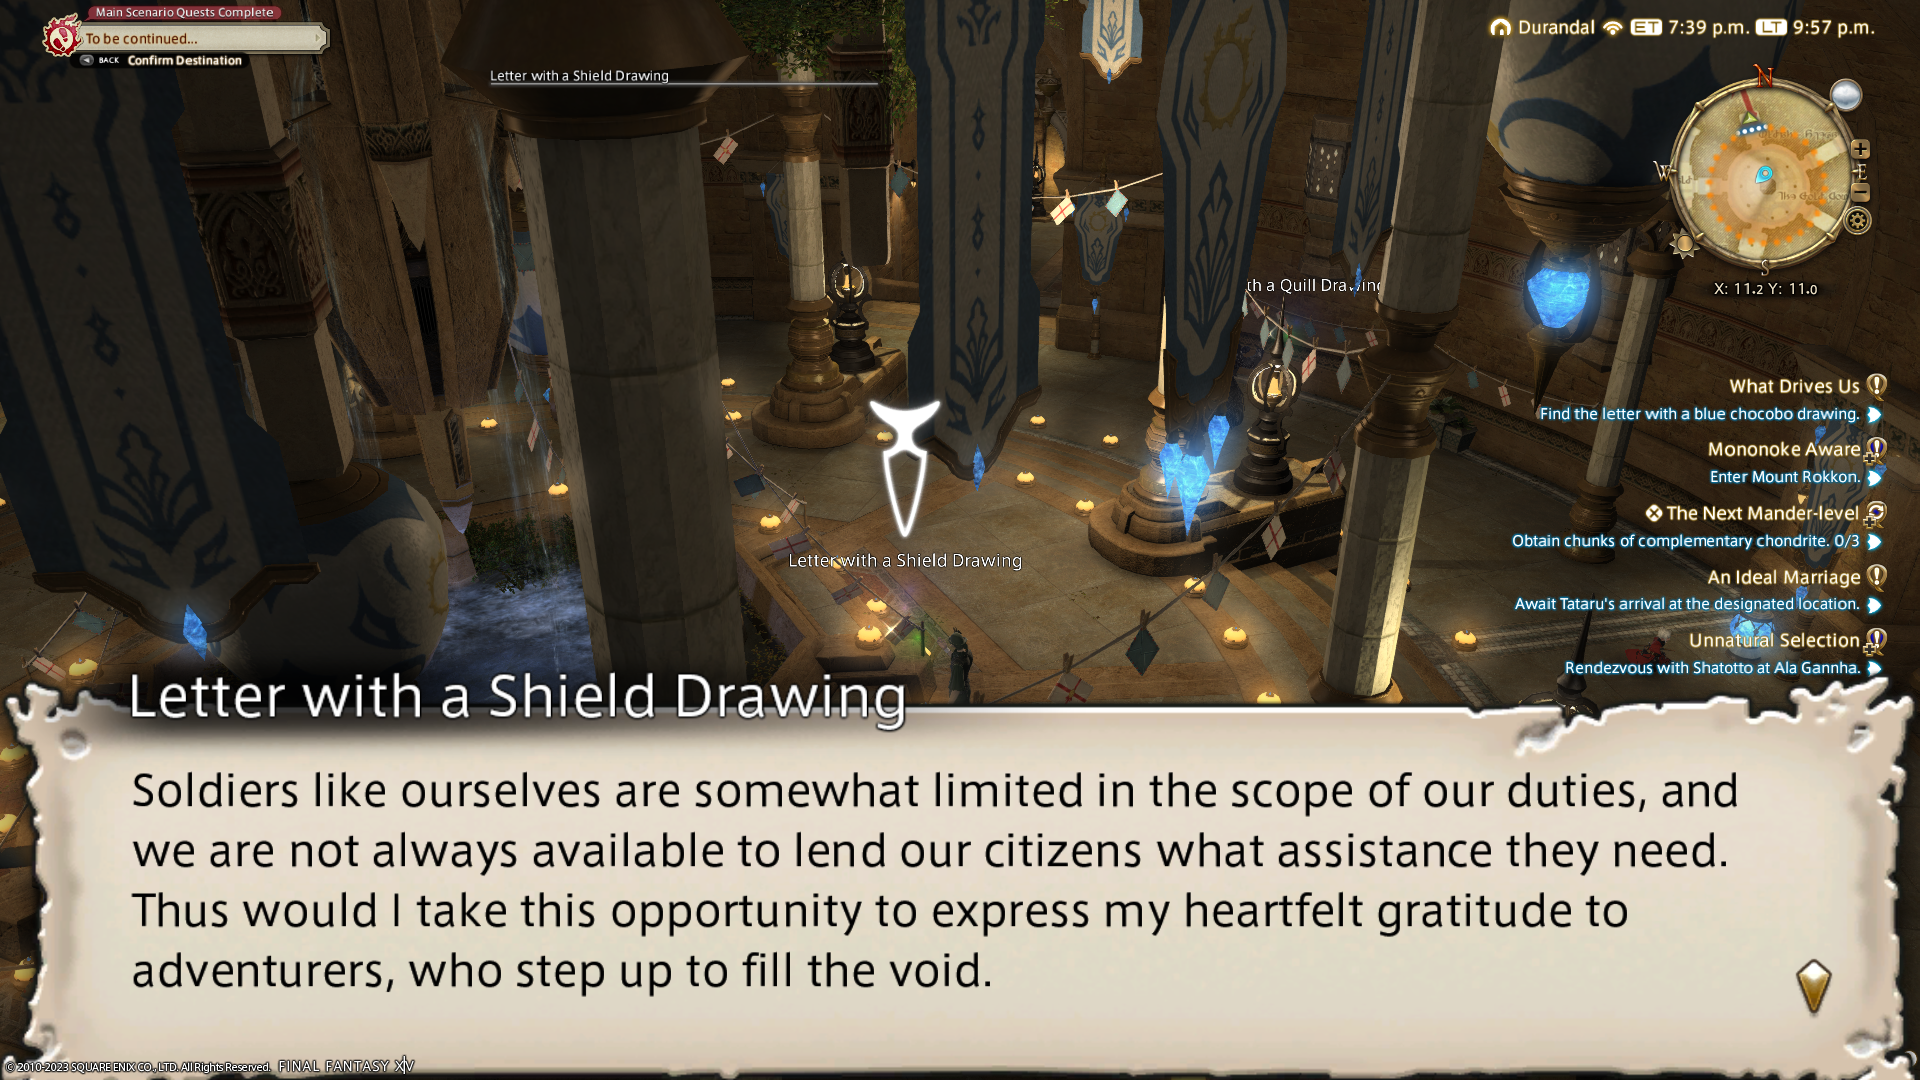 Main Scenario Quests Complete
To be continued...
BACK Confirm Destination
Letter with a Shield Drawing
Durandal ET 7:39 p.m. LT 9:57 p.m.
N
W
E
S
X: 11.2 Y: 11.0
th a Quill Drawing
What Drives Us
Find the letter with a blue chocobo drawing.
Mononoke Aware
Enter Mount Rokkon.
The Next Mander-level
Obtain chunks of complementary chondrite. 0/3
An Ideal Marriage
Await Tataru's arrival at the designated location.
Unnatural Selection
Rendezvous with Shatotto at Ala Gannha.
Letter with a Shield Drawing
Letter with a Shield Drawing
Soldiers like ourselves are somewhat limited in the scope of our duties, and
we are not always available to lend our citizens what assistance they need.
Thus would I take this opportunity to express my heartfelt gratitude to
adventurers, who step up to fill the void.
© 2010-2023 SQUARE ENIX CO., LTD. All Rights Reserved. FINAL FANTASY XIV